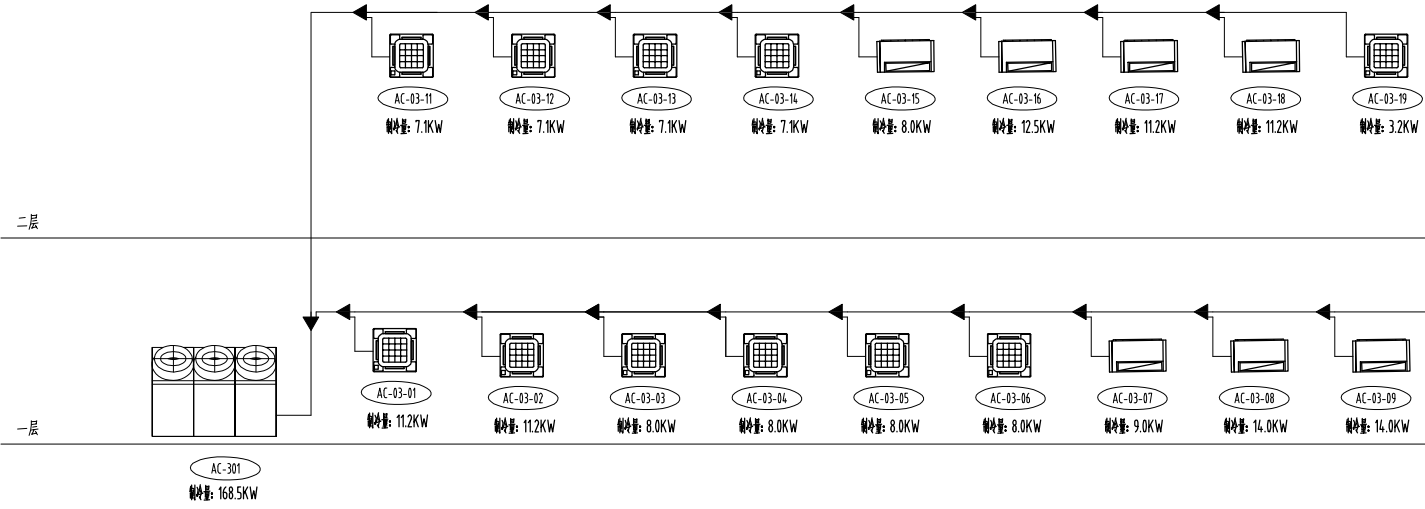 AC-03-11 AC-03-12 AC-03-13 AC-03-14 AC-03-15 AC-03-16 AC-03-17 AC-03-18 AC-03-19
制冷量: 7.1KW 制冷量: 7.1KW 制冷量: 7.1KW 制冷量: 7.1KW 制冷量: 8.0KW 制冷量: 12.5KW 制冷量: 11.2KW 制冷量: 11.2KW 制冷量: 3.2KW
二层
AC-03-01 AC-03-02 AC-03-03 AC-03-04 AC-03-05 AC-03-06 AC-03-07 AC-03-08 AC-03-09
制冷量: 11.2KW 制冷量: 11.2KW 制冷量: 8.0KW 制冷量: 8.0KW 制冷量: 8.0KW 制冷量: 8.0KW 制冷量: 9.0KW 制冷量: 14.0KW 制冷量: 14.0KW
一层
AC-301
制冷量: 168.5KW